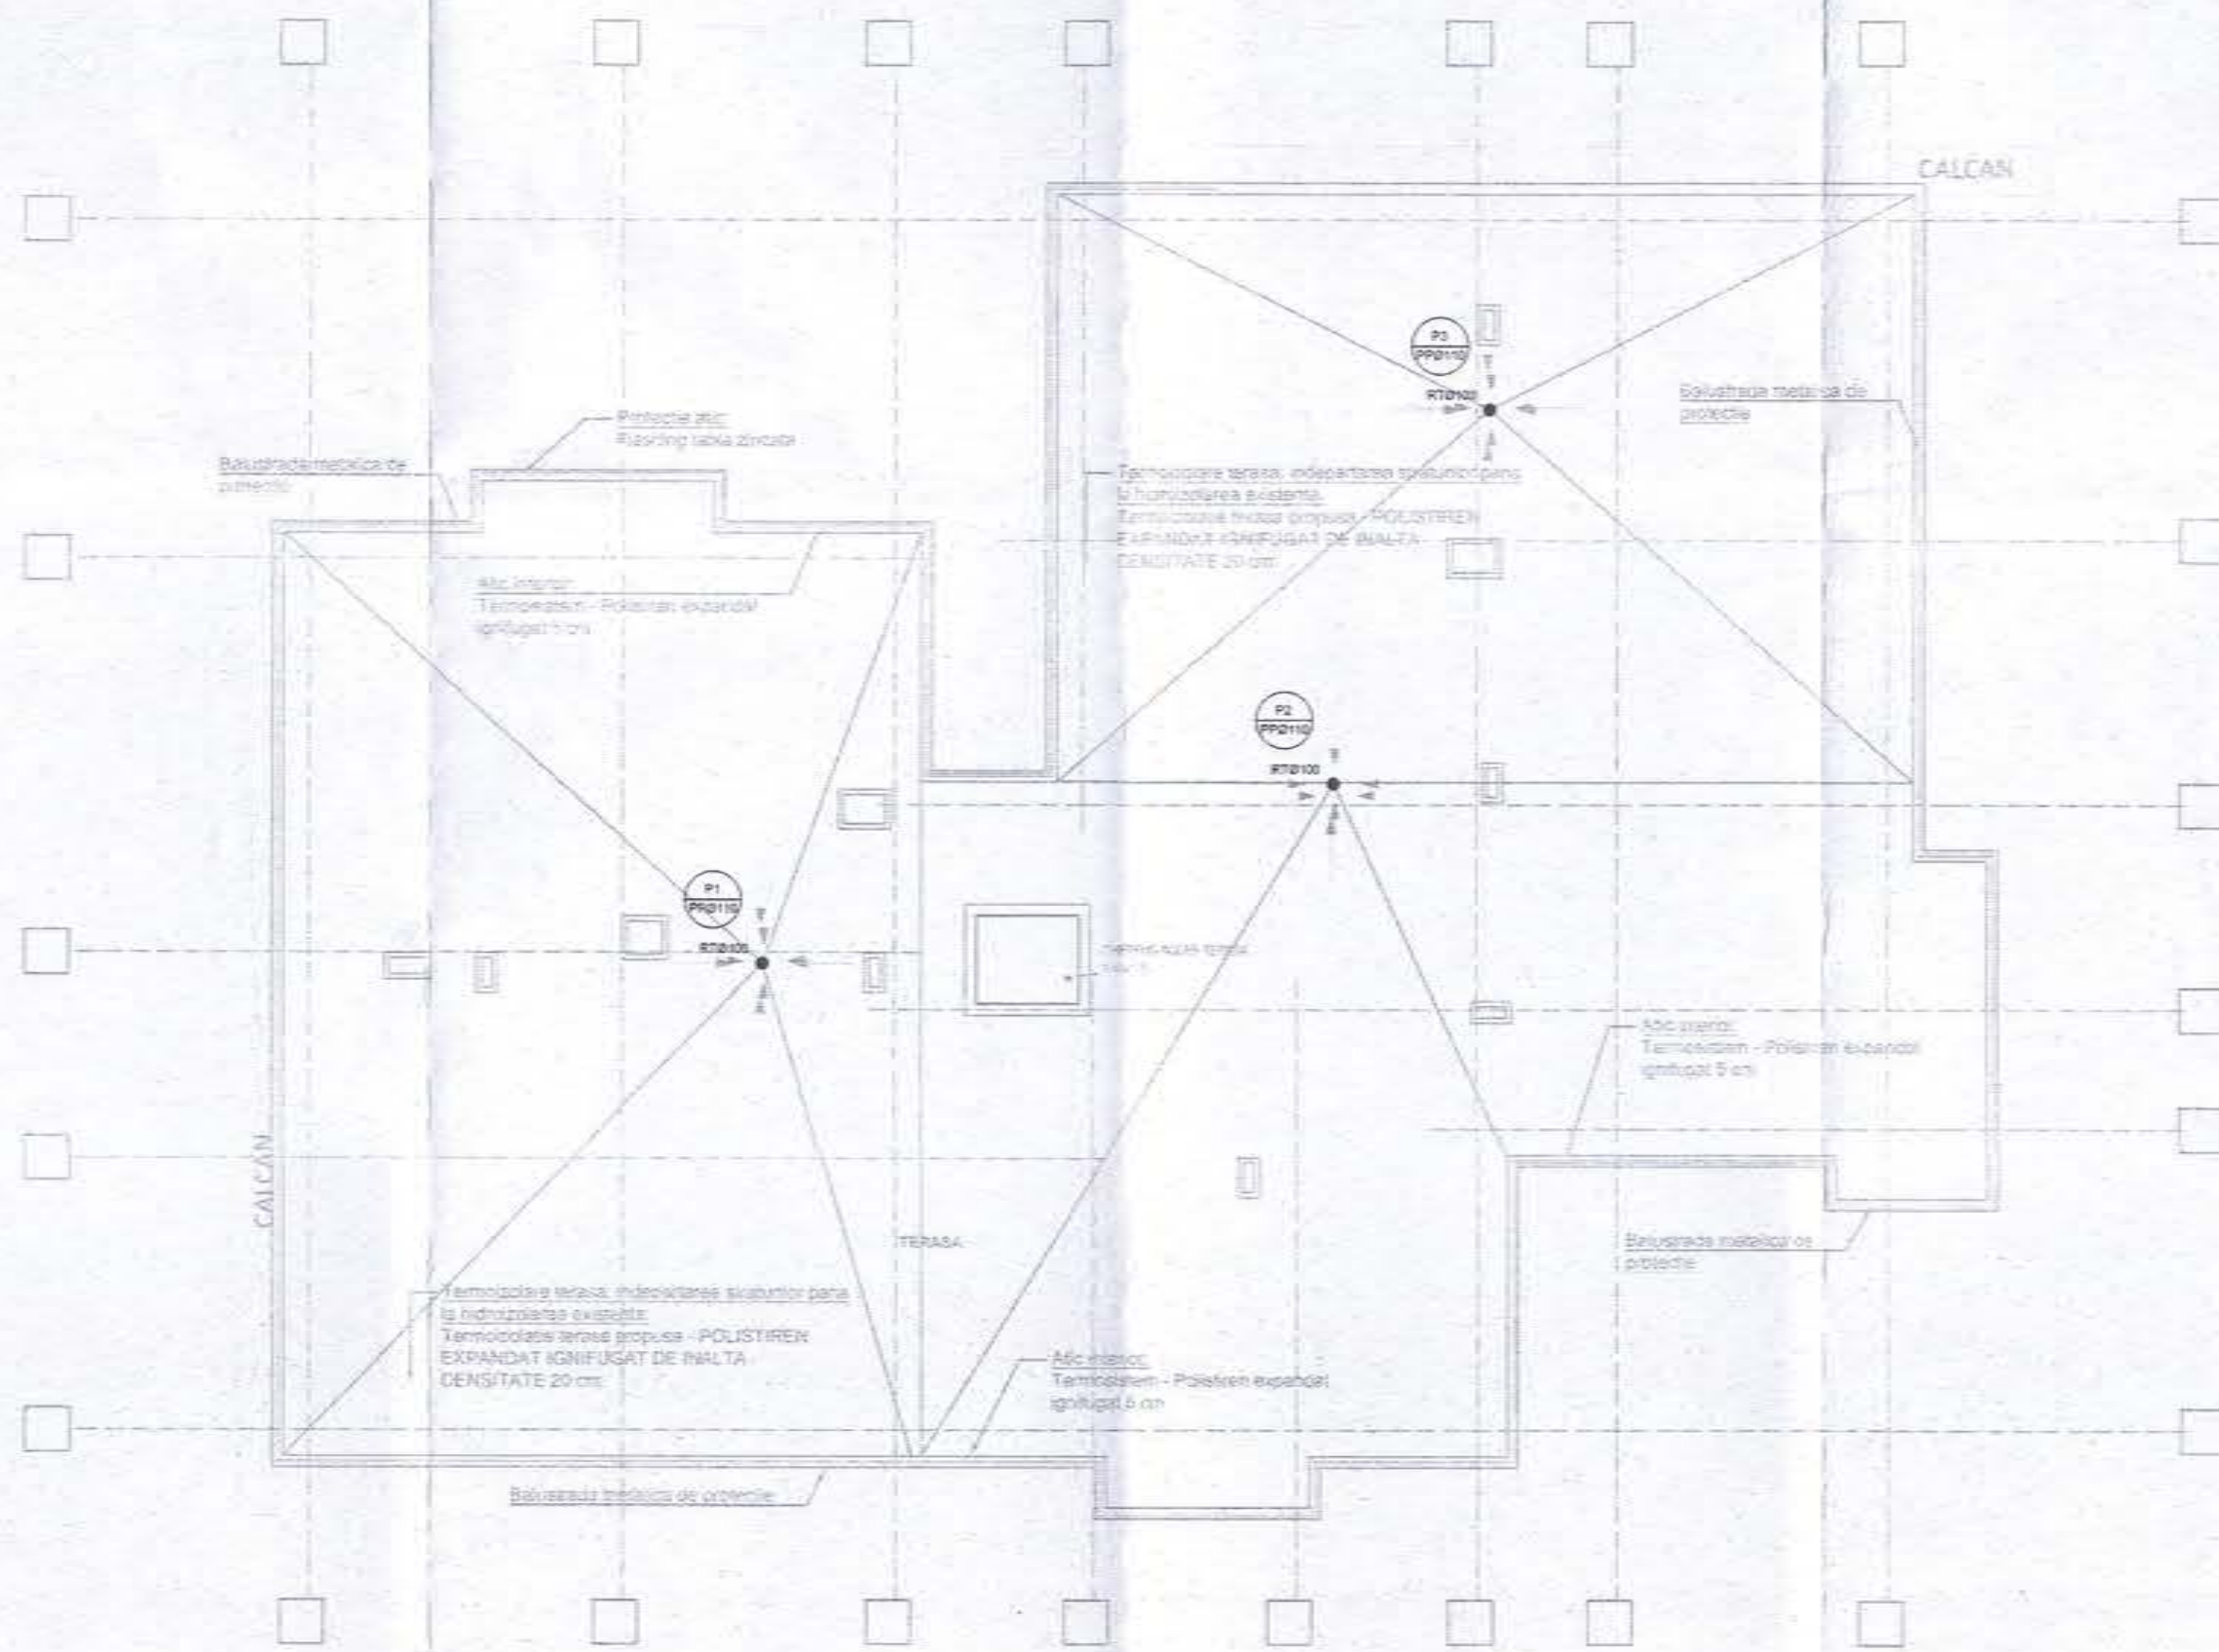 CALCAN
P3
PPØ110
RTØ100
Balustrada metalica de
protectie
Protectie atic:
tabla zincata
Balustrada metalica de
protectie
Termoizolare terasa, indepartarea straturilor pana
la hidroizolarea existenta.
Termoizolatie terasa propusa - POLISTIREN
EXPANDAT IGNIFUGAT DE INALTA
DENSITATE 20 cm
Atic interior:
Termosistem - Polistiren expandat
ignifugat 5 cm
P2
PPØ110
RTØ100
P1
PPØ110
RTØ100
Atic interior:
Termosistem - Polistiren expandat
ignifugat 5 cm
CALCAN
TERASA
Balustrada metalica de
protectie
Termoizolare terasa, indepartarea straturilor pana
la hidroizolarea existenta.
Termoizolatie terasa propusa - POLISTIREN
EXPANDAT IGNIFUGAT DE INALTA
DENSITATE 20 cm
Atic interior:
Termosistem - Polistiren expandat
ignifugat 5 cm
Balustrada metalica de protectie